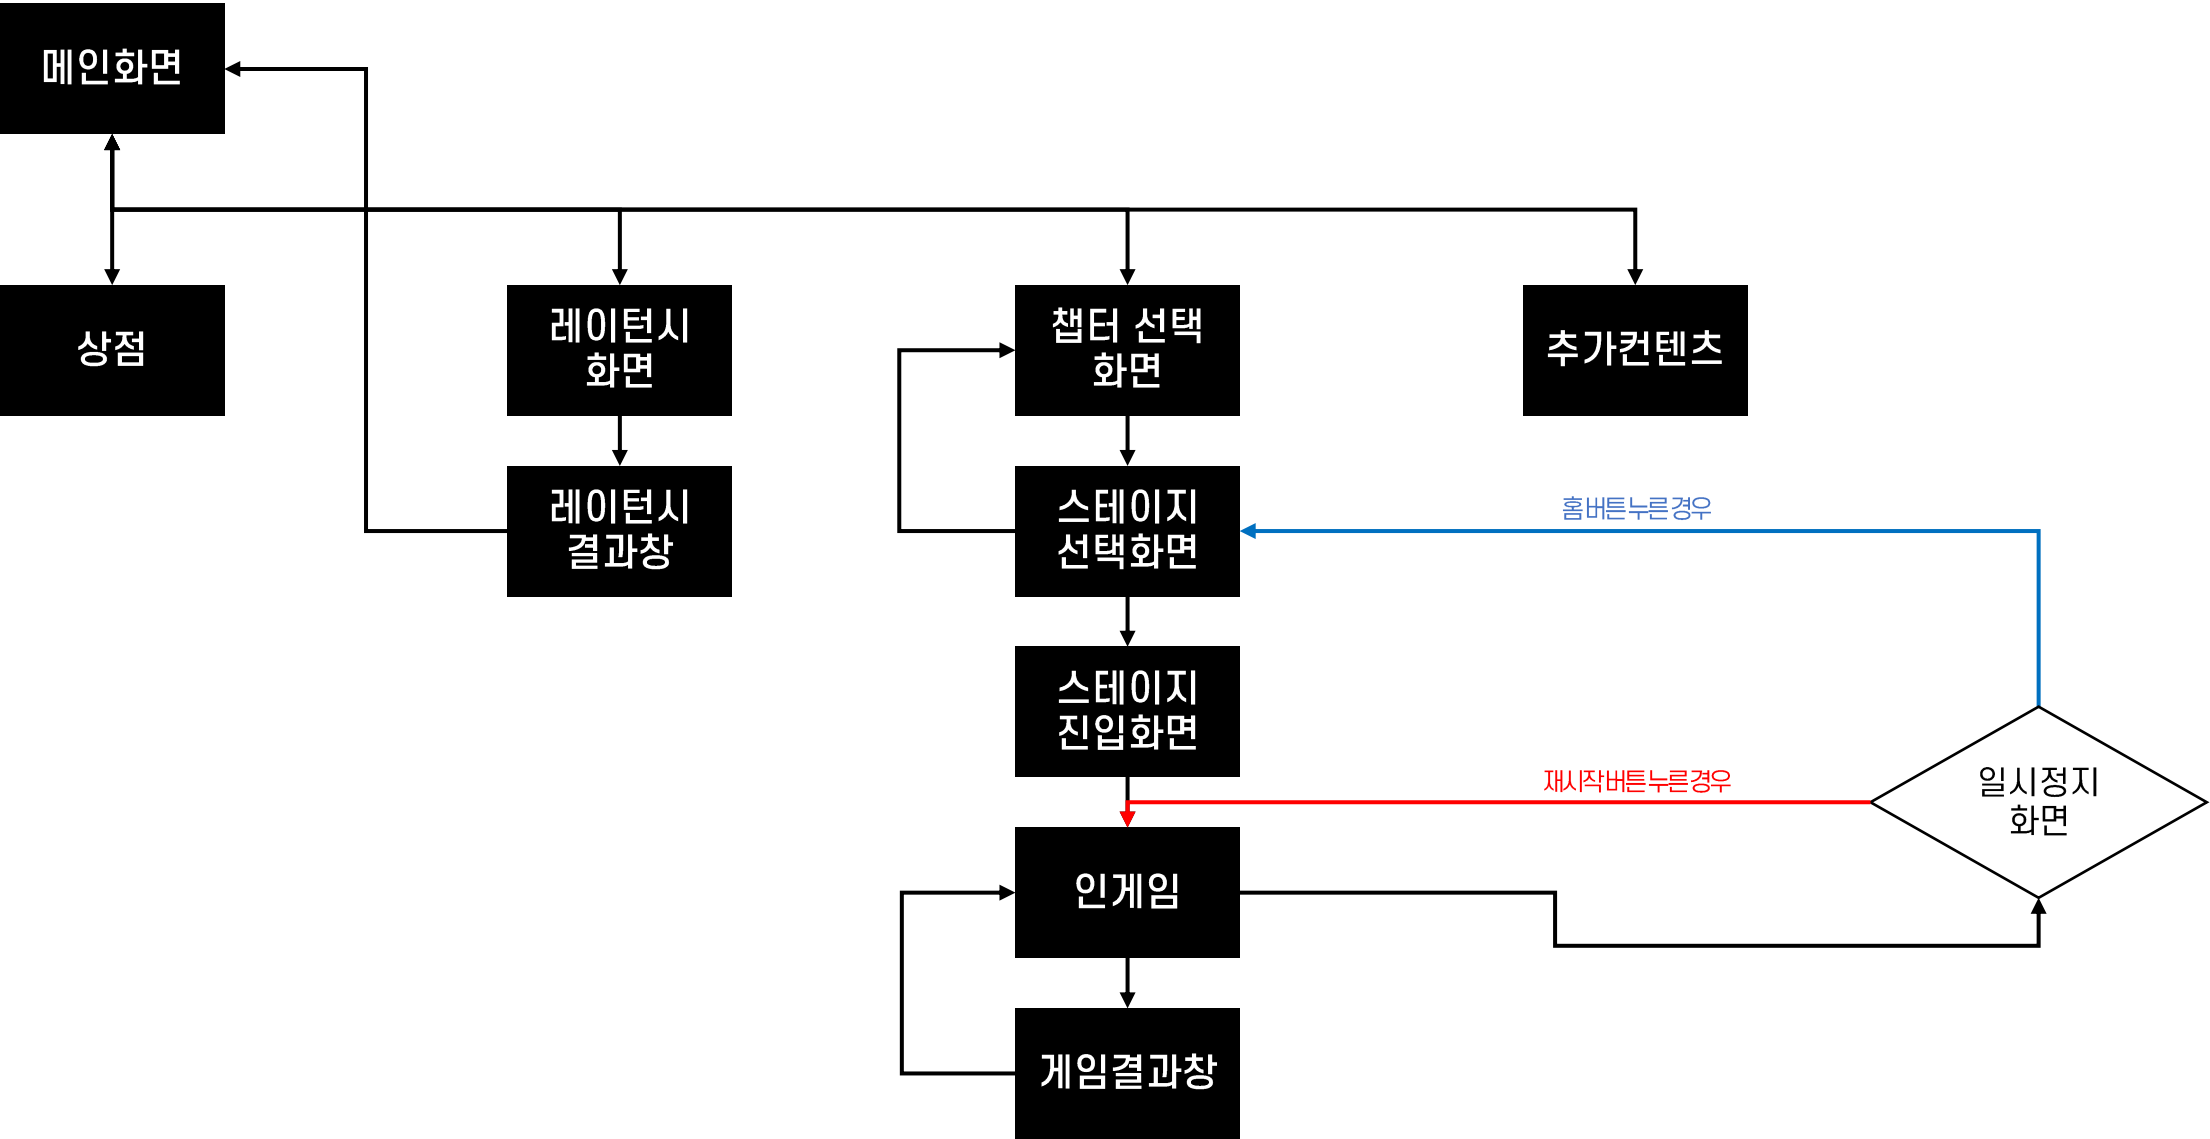 메인화면
상점
레이턴시
화면
챕터 선택
화면
추가컨텐츠
레이턴시
결과창
스테이지
선택화면
홈버튼누른경우
스테이지
진입화면
재시작버튼누른경우
일시정지
화면
인게임
게임결과창